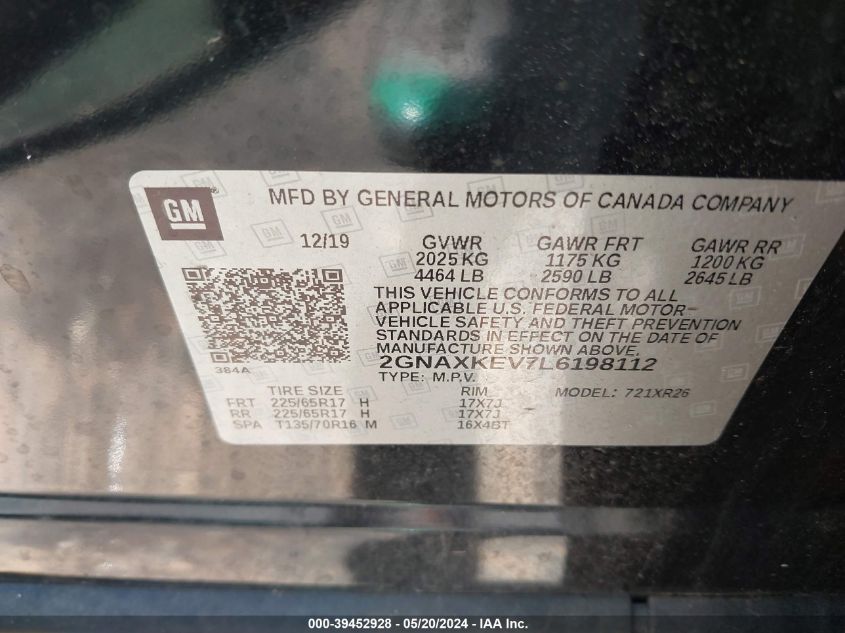 GM
MFD BY GENERAL MOTORS OF CANADA COMPANY
12/19 GVWR GAWR FRT GAWR RR
2025 KG 1175 KG 1200 KG
4464 LB 2590 LB 2645 LB
THIS VEHICLE CONFORMS TO ALL
APPLICABLE U.S. FEDERAL MOTOR-
VEHICLE SAFETY AND THEFT PREVENTION
STANDARDS IN EFFECT ON THE DATE OF
MANUFACTURE SHOWN ABOVE.
384A 2GNAXKEV7L6198112
TYPE: M.P.V. MODEL: 721XR26
TIRE SIZE RIM
FRT 225/65R17 H 17X7J
RR 225/65R17 H 17X7J
SPA T135/70R16 M 16X4BT
000-39452928 - 05/20/2024 - IAA Inc.